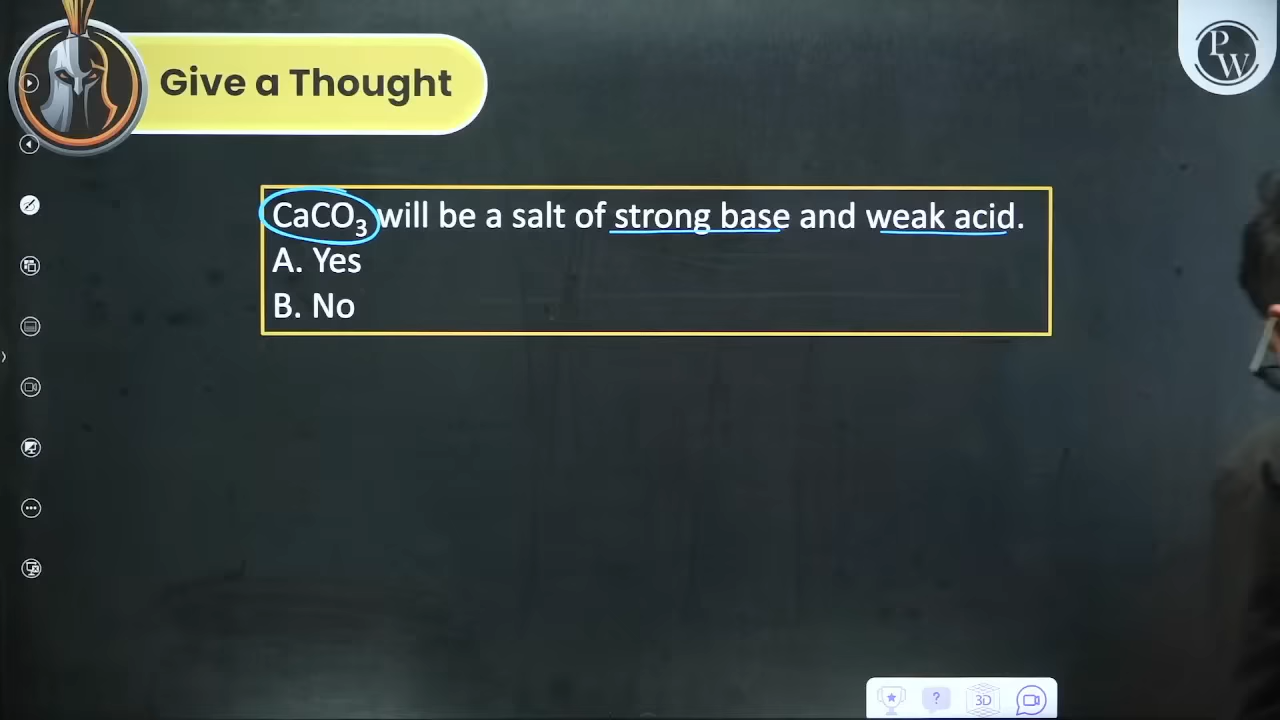 Give a Thought
PW
CaCO₃ will be a salt of strong base and weak acid.
A. Yes
B. No
3D